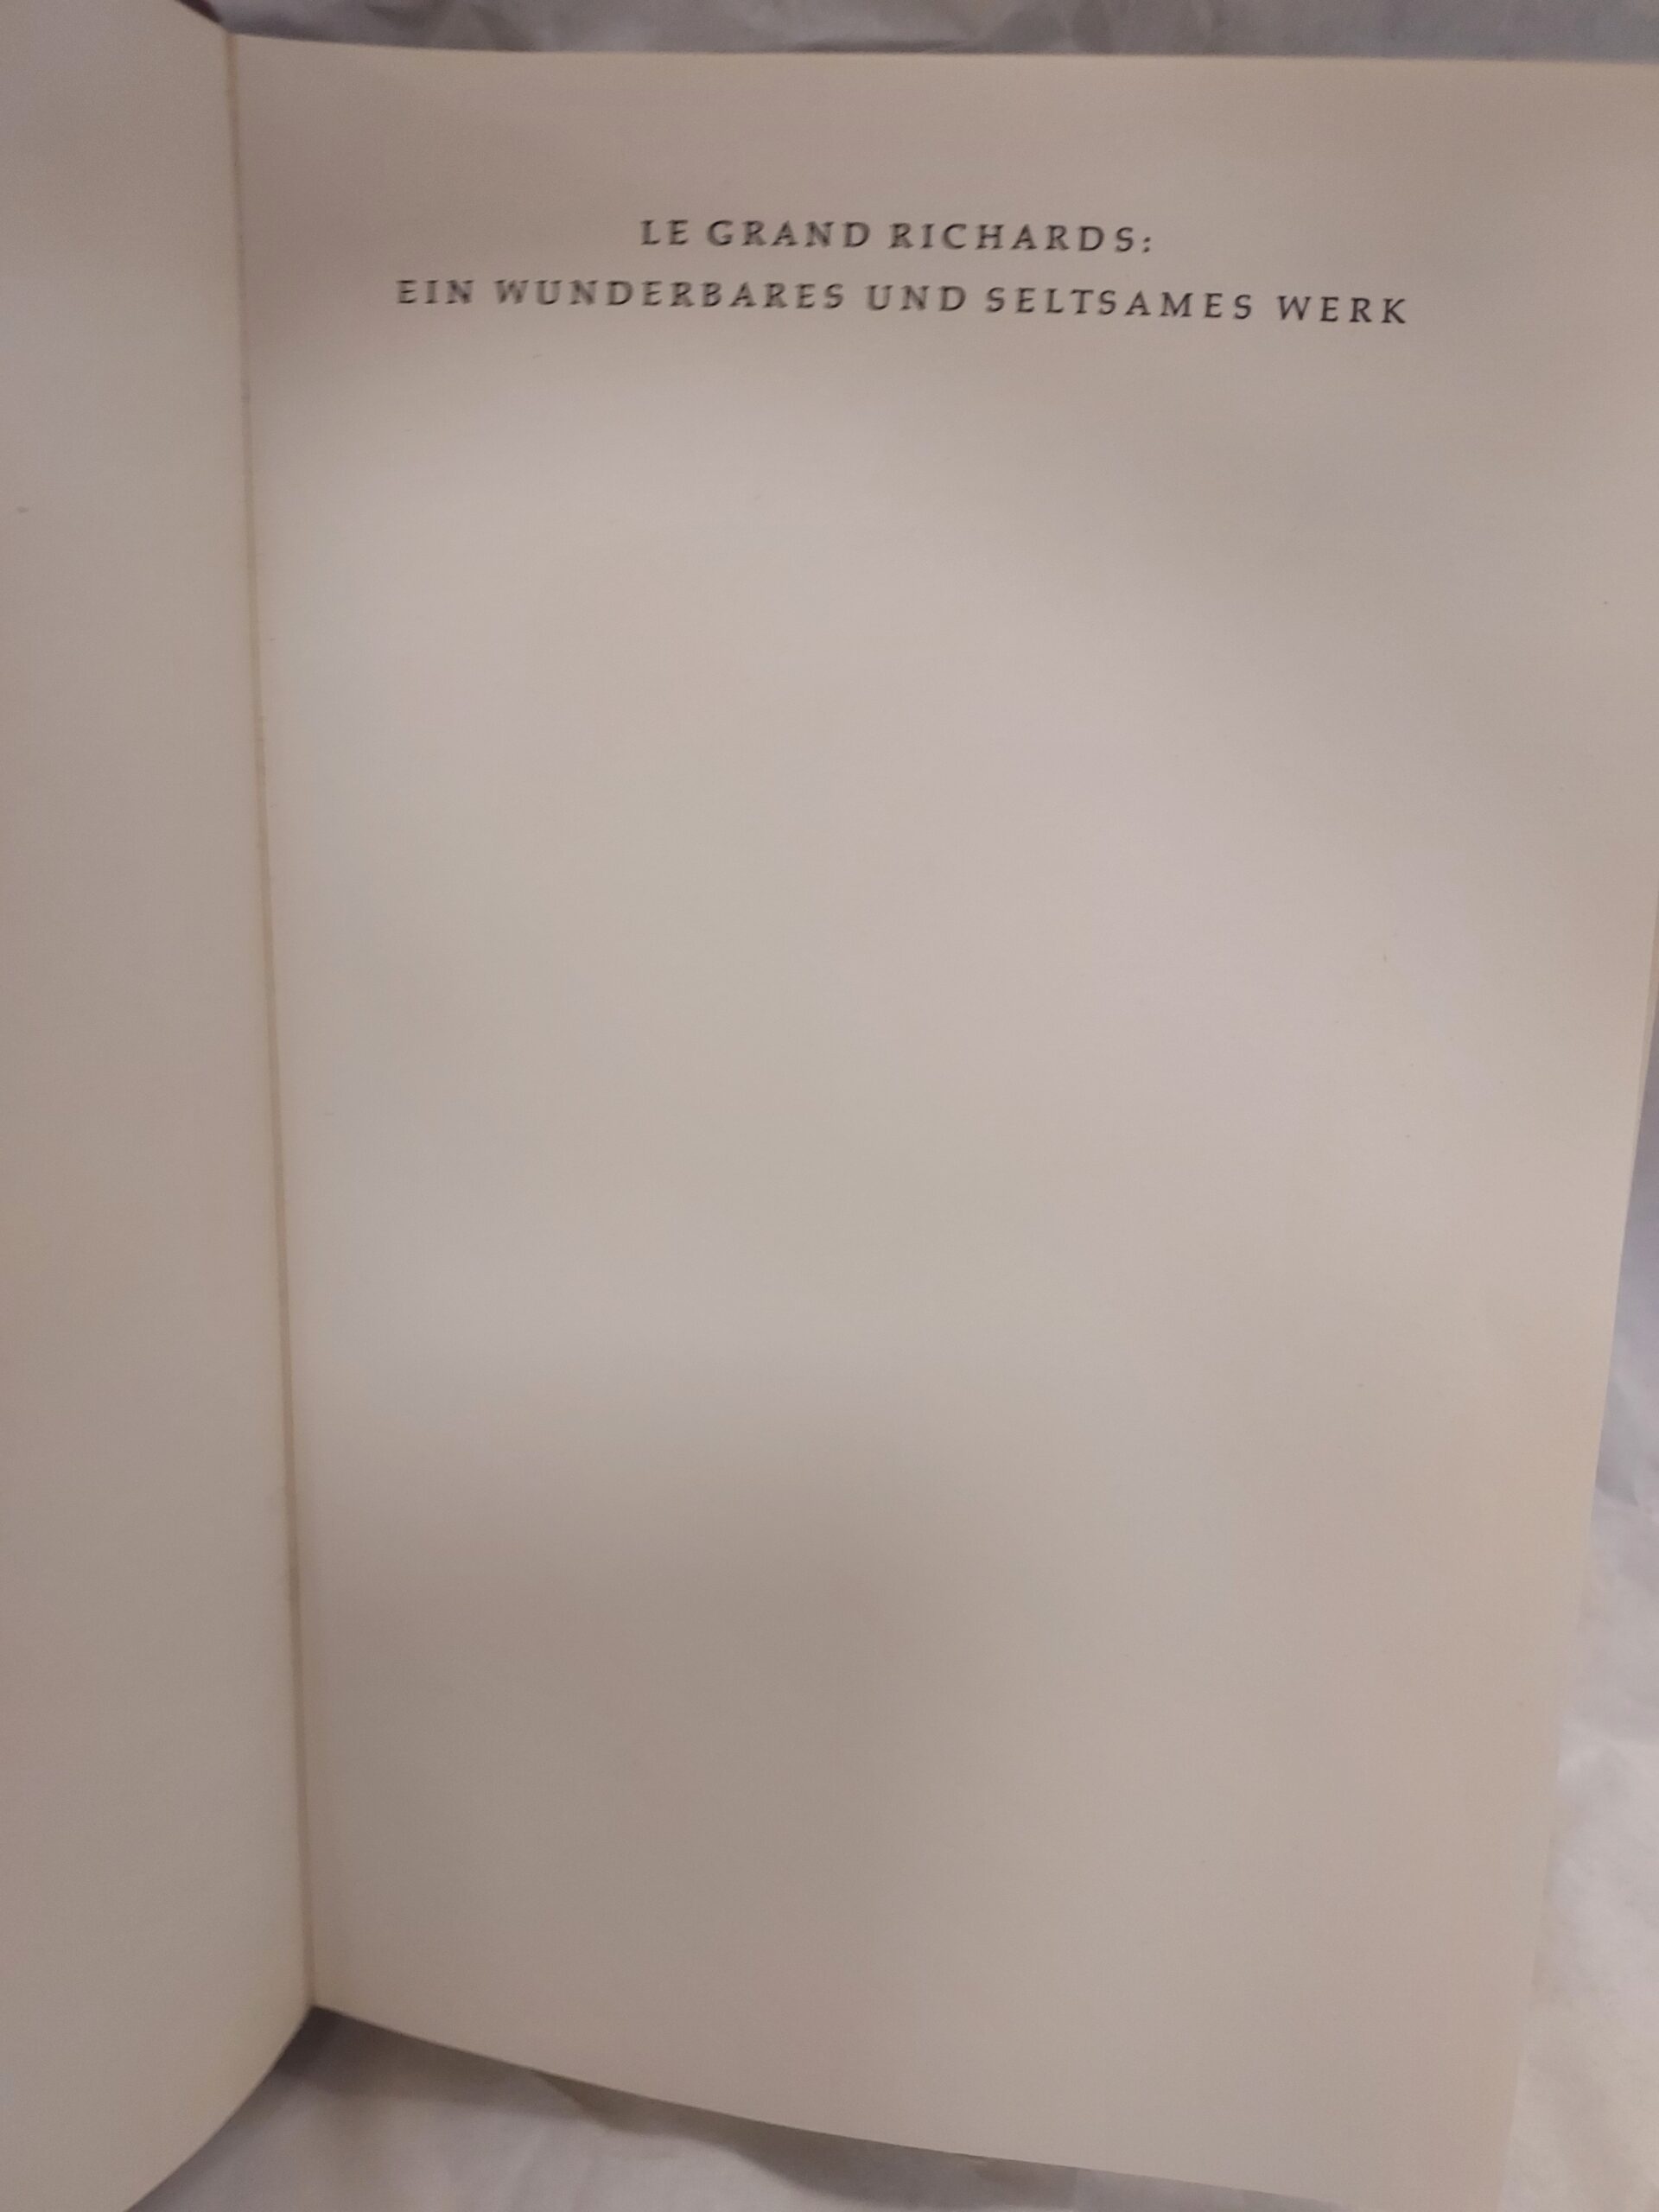 LE GRAND RICHARDS:
EIN WUNDERBARES UND SELTSAMES WERK